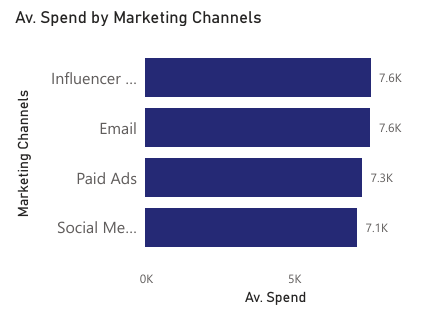 Av. Spend by Marketing Channels
Marketing Channels
Influencer ... 7.6K
Email 7.6K
Paid Ads 7.3K
Social Me... 7.1K
0K 5K
Av. Spend